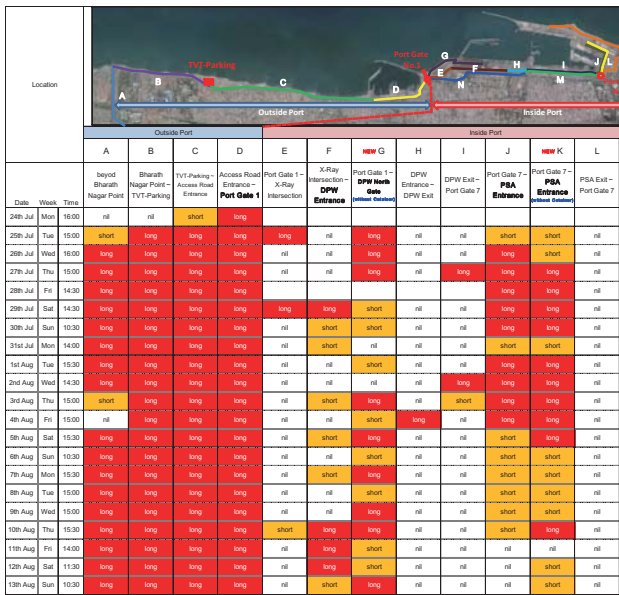 Location
TVT-Parking
Port Gate
No.1
A
B
C
D
E
F
G
H
I
J
L
M
N
Outside Port
Inside Port
Outside Port
Inside Port
A B C D E F NEW G H I J NEW K L
Date Week Time
beyod Bharath Nagar Point
Bharath Nagar Point – TVT-Parking
TVT-Parking – Access Road Entrance
Access Road Entrance – Port Gate 1
Port Gate 1 – X-Ray Intersection
X-Ray Intersection – DPW Entrance
Port Gate 1 – DPW North Gate (without Container)
DPW Entrance – DPW Exit
DPW Exit – Port Gate 7
Port Gate 7 – PSA Entrance
Port Gate 7 – PSA Entrance (without Container)
PSA Exit – Port Gate 7
24th Jul Mon 16:00 nil nil short long
25th Jul Tue 15:00 short long long long long nil long nil nil short short nil
26th Jul Wed 16:00 long long long long nil nil long nil nil long short nil
27th Jul Thu 15:00 long long long long nil nil long nil long long long nil
28th Jul Fri 14:30 long long long long long long nil
29th Jul Sat 14:30 long long long long long long short nil nil long long nil
30th Jul Sun 10:30 long long long long nil short short nil nil long long nil
31st Jul Mon 14:00 long long long long nil short nil nil nil short short nil
1st Aug Tue 15:30 long long long long nil nil short nil nil long long nil
2nd Aug Wed 14:30 long long long long nil nil nil nil long long long nil
3rd Aug Thu 15:00 short long long long nil short long nil short long long nil
4th Aug Fri 15:00 nil long long long nil nil short long nil long long nil
5th Aug Sat 15:30 long long long long nil short long nil nil short long nil
6th Aug Sun 10:30 long long long long nil nil short nil nil short short nil
7th Aug Mon 15:30 long long long long nil short long nil nil short short nil
8th Aug Tue 15:00 long long long long nil nil short nil nil short short nil
9th Aug Wed 15:00 long long long long nil nil long nil nil short short nil
10th Aug Thu 15:30 long long long long short long long nil nil short long nil
11th Aug Fri 14:00 long long long long nil long short nil nil nil nil nil
12th Aug Sat 11:30 long long long long nil long short nil nil nil short nil
13th Aug Sun 10:30 long long long long nil short long nil nil nil short nil